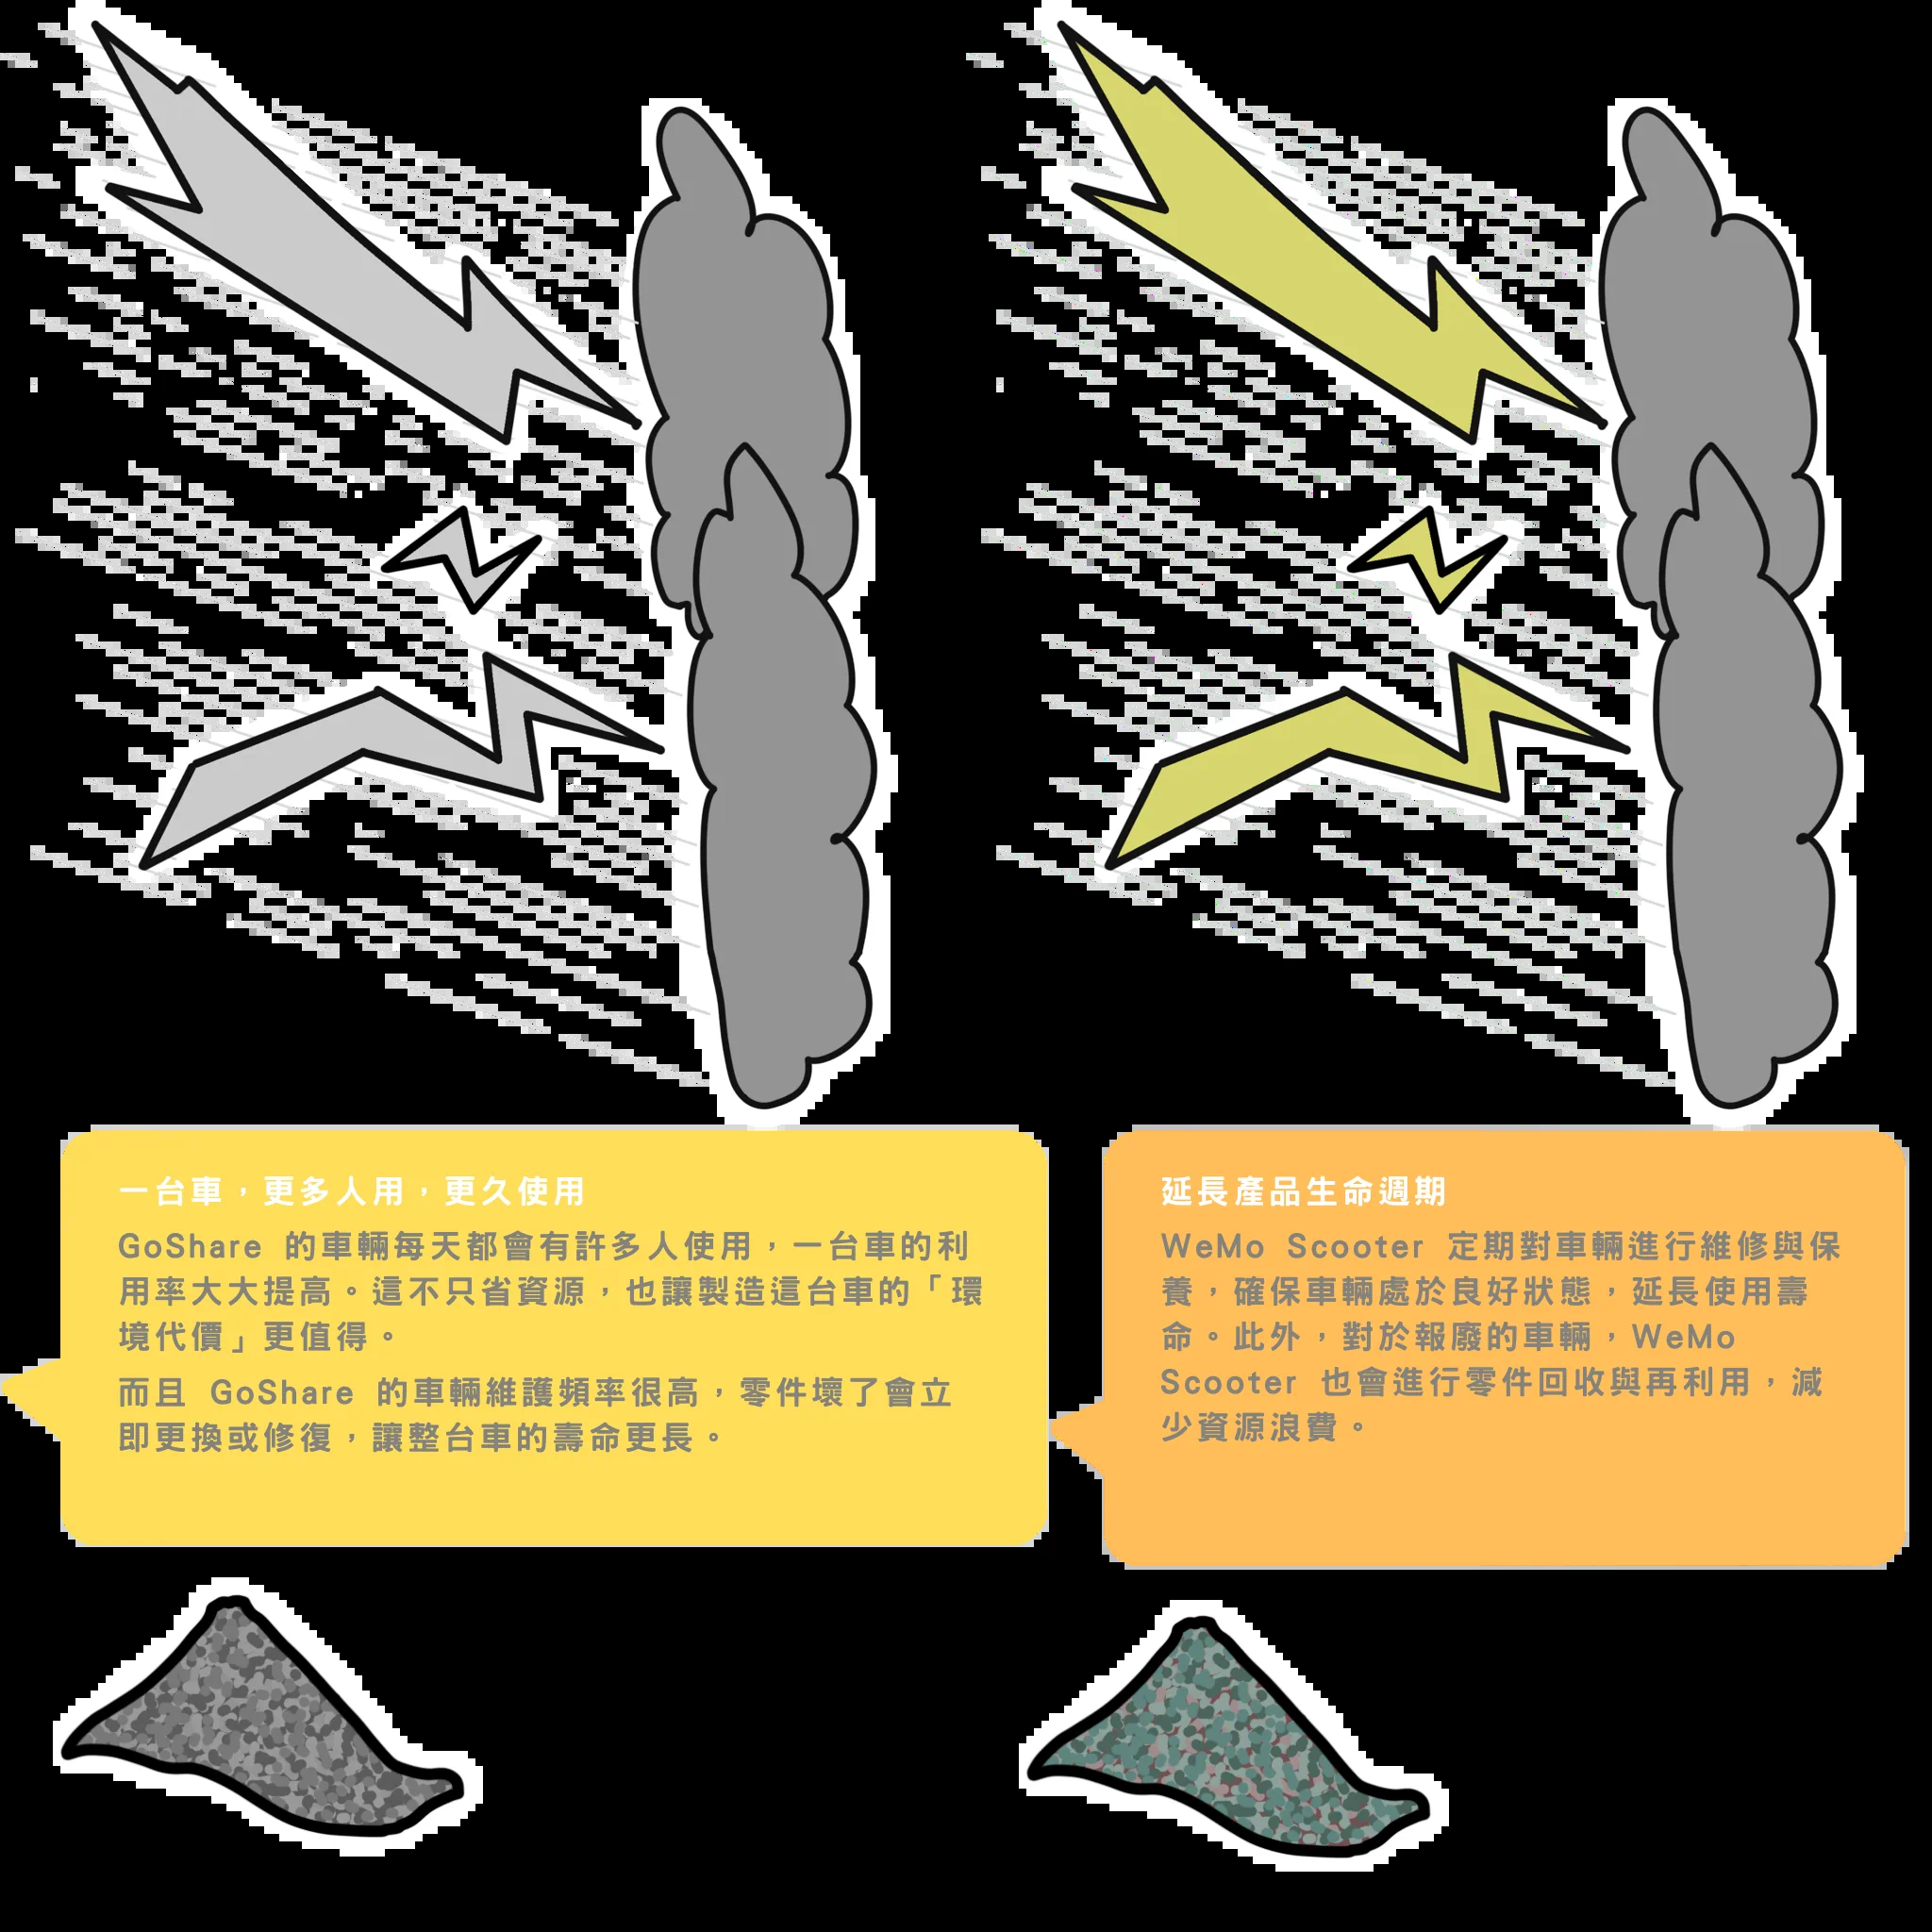 一台車，更多人用，更久使用
GoShare 的車輛每天都會有許多人使用，一台車的利
用率大大提高。這不只省資源，也讓製造這台車的「環
境代價」更值得。
而且 GoShare 的車輛維護頻率很高，零件壞了會立
即更換或修復，讓整台車的壽命更長。
延長產品生命週期
WeMo Scooter 定期對車輛進行維修與保
養，確保車輛處於良好狀態，延長使用壽
命。此外，對於報廢的車輛，WeMo
Scooter 也會進行零件回收與再利用，減
少資源浪費。